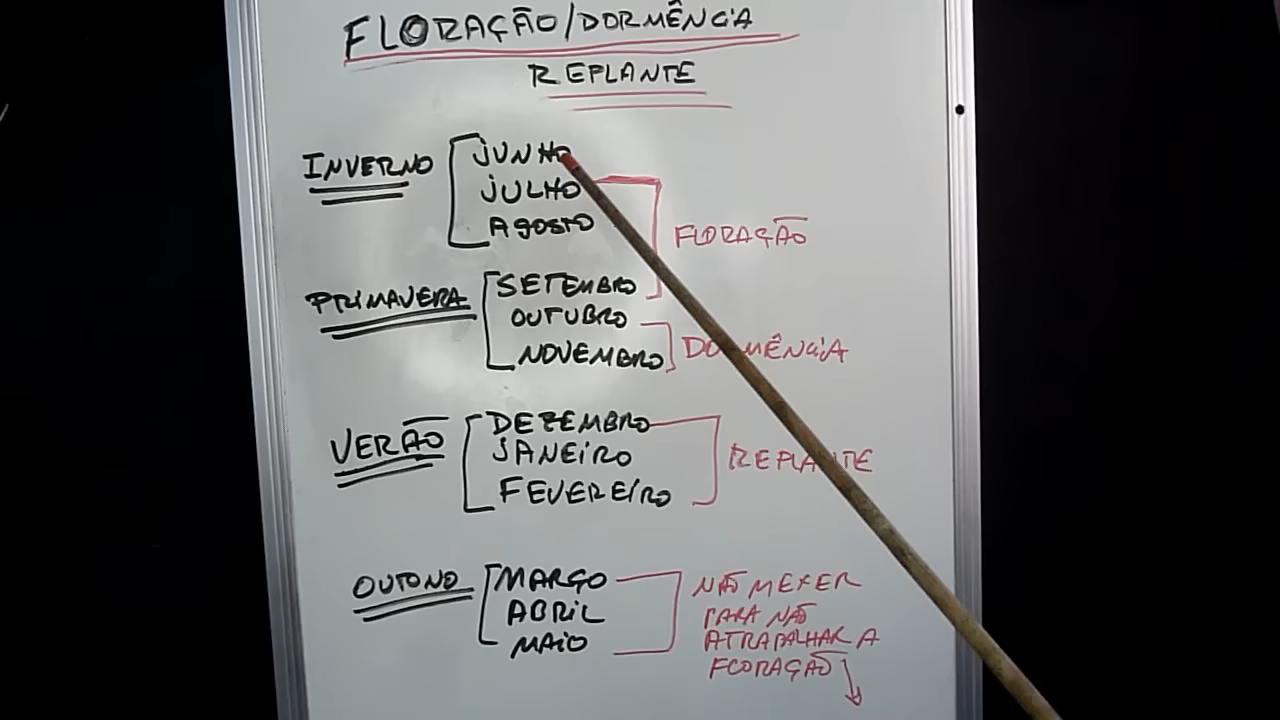 FLORAÇÃO/DORMÊNCIA
REPLANTE
INVERNO
JUNHO
JULHO
AGOSTO
FLORAÇÃO
PRIMAVERA
SETEMBRO
OUTUBRO
NOVEMBRO
DORMÊNCIA
VERÃO
DEZEMBRO
JANEIRO
FEVEREIRO
REPLANTE
OUTONO
MARÇO
ABRIL
MAIO
NÃO MEXER
PARA NÃO
ATRAPALHAR A
FLORAÇÃO